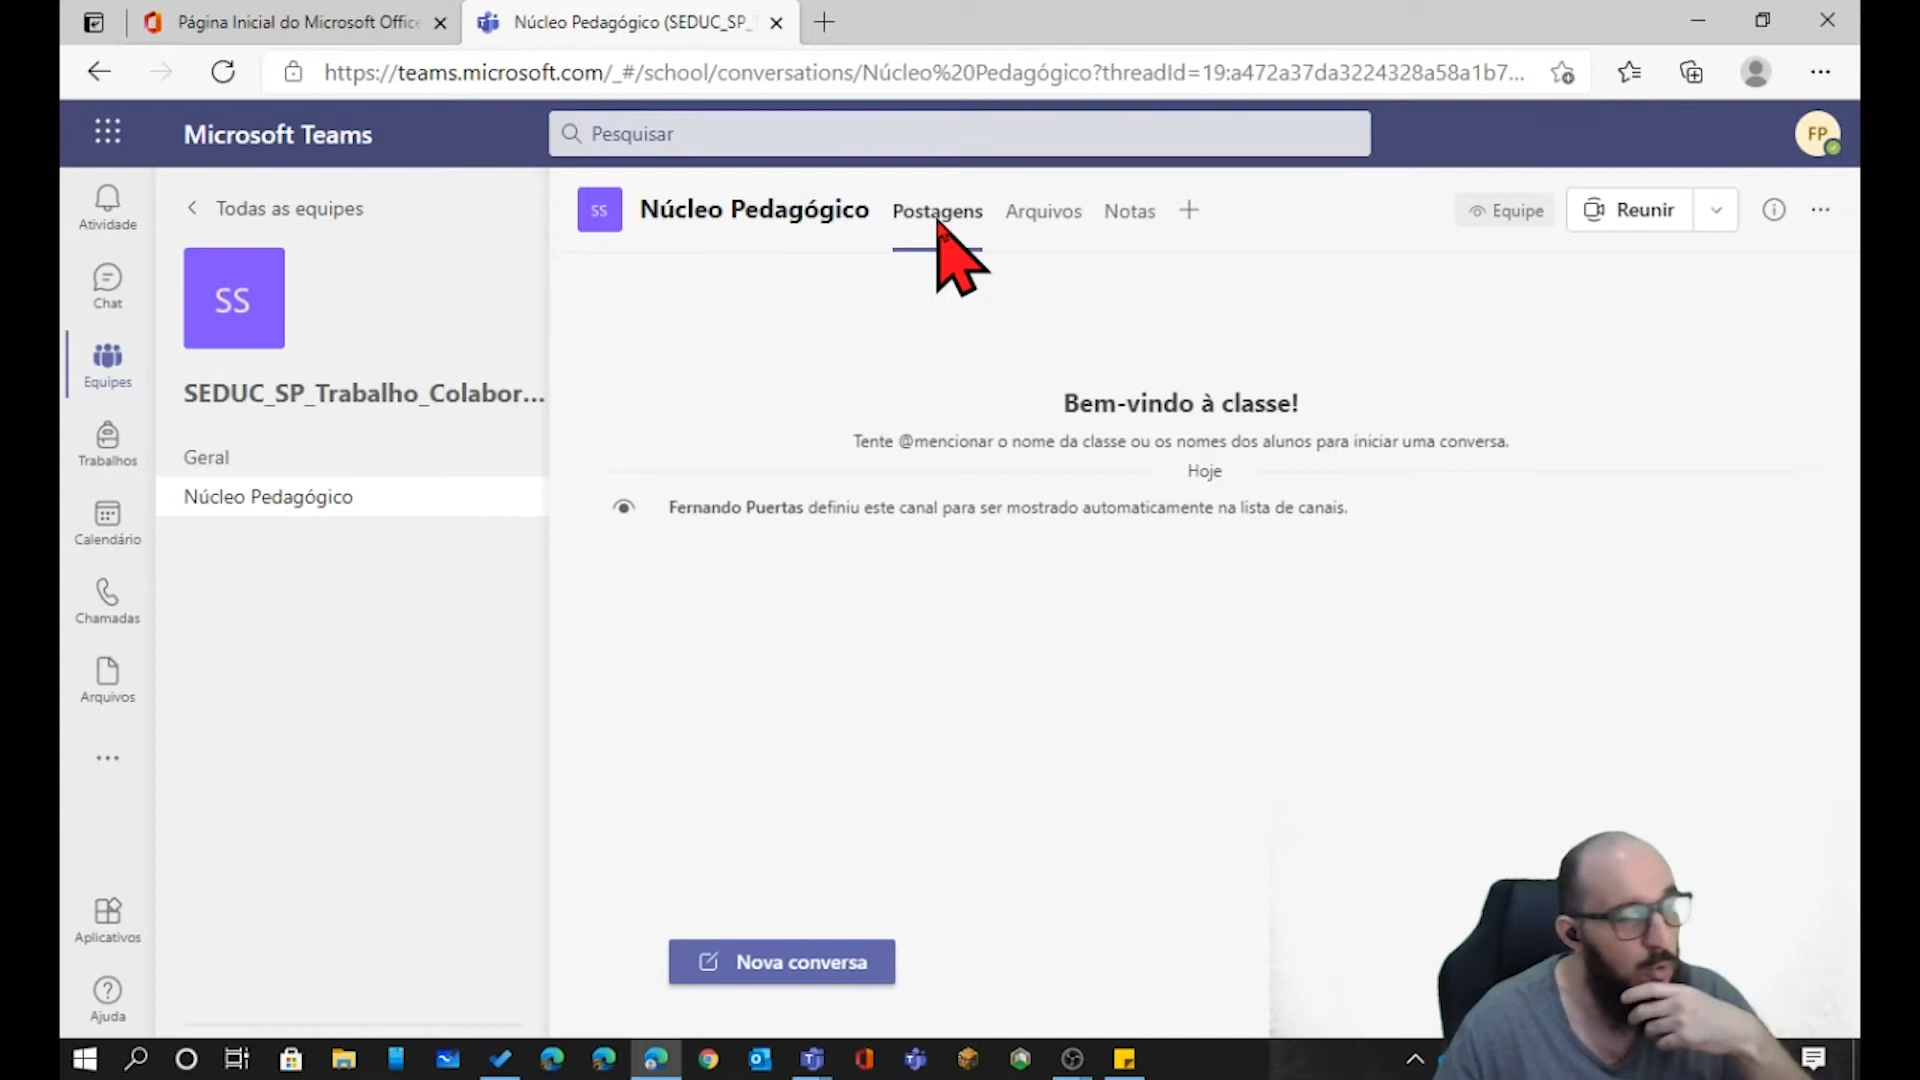 Página Inicial do Microsoft Office
Núcleo Pedagógico (SEDUC_SP_
https://teams.microsoft.com/_#/school/conversations/Núcleo%20Pedagógico?threadId=19:a472a37da3224328a58a1b7...
Microsoft Teams
Pesquisar
FP
Atividade
Chat
Equipes
Trabalhos
Calendário
Chamadas
Arquivos
Aplicativos
Ajuda
Todas as equipes
SS
SEDUC_SP_Trabalho_Colabor...
Geral
Núcleo Pedagógico
SS
Núcleo Pedagógico
Postagens
Arquivos
Notas
Equipe
Reunir
Bem-vindo à classe!
Tente @mencionar o nome da classe ou os nomes dos alunos para iniciar uma conversa.
Hoje
Fernando Puertas definiu este canal para ser mostrado automaticamente na lista de canais.
Nova conversa